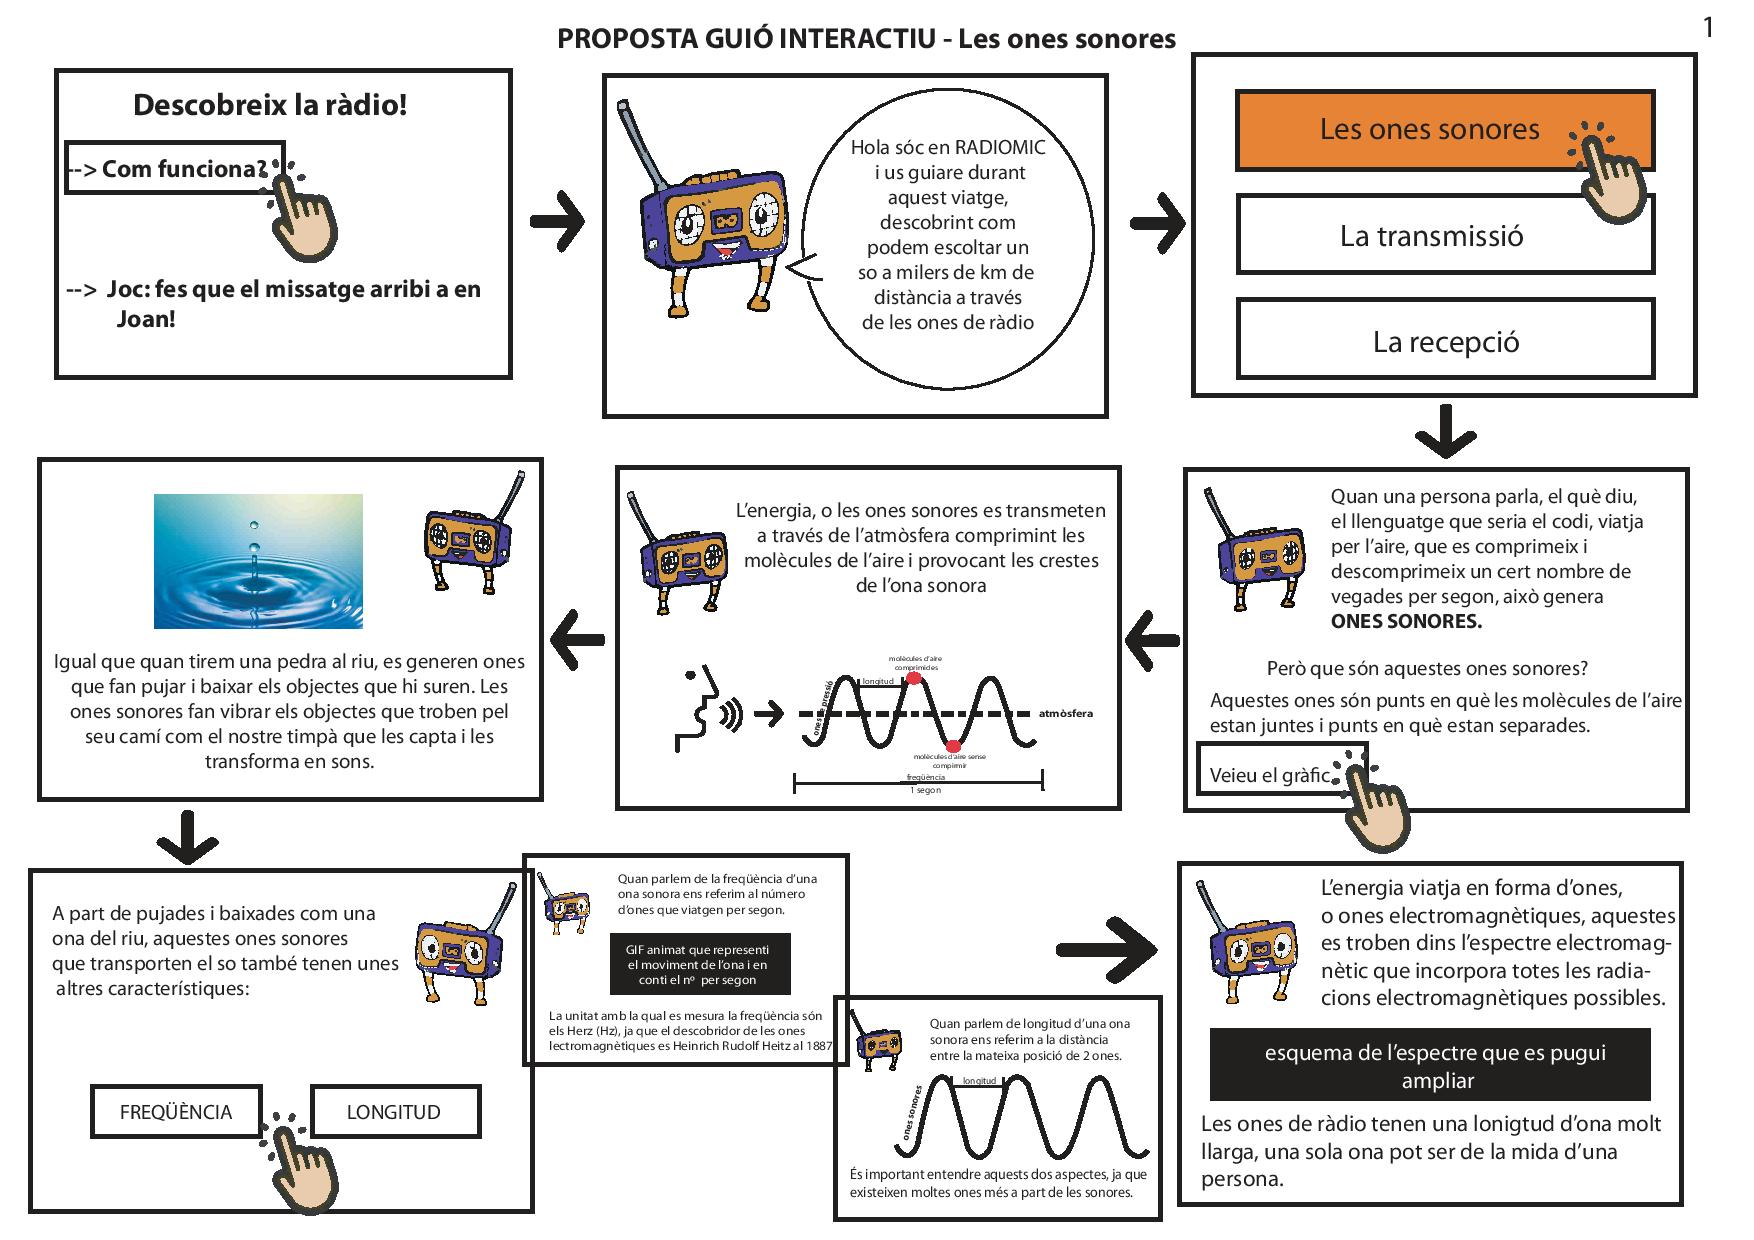 1
PROPOSTA GUIÓ INTERACTIU - Les ones sonores
Descobreix la ràdio!
--> Com funciona?
--> Joc: fes que el missatge arribi a en
Joan!
Hola sóc en RADIOMIC
i us guiare durant
aquest viatge,
descobrint com
podem escoltar un
so a milers de km de
distància a través
de les ones de ràdio
Les ones sonores
La transmissió
La recepció
Quan una persona parla, el què diu,
el llenguatge que seria el codi, viatja
per l'aire, que es comprimeix i
descomprimeix un cert nombre de
vegades per segon, això genera
ONES SONORES.
Però que són aquestes ones sonores?
Aquestes ones són punts en què les molècules de l'aire
estan juntes i punts en què estan separades.
Veieu el gràfic
L'energia, o les ones sonores es transmeten
a través de l'atmòsfera comprimint les
molècules de l'aire i provocant les crestes
de l'ona sonora
molècules d'aire
comprimides
longitud
ones de pressió
atmòsfera
molècules d'aire sense
comprimir
freqüència
1 segon
Igual que quan tirem una pedra al riu, es generen ones
que fan pujar i baixar els objectes que hi suren. Les
ones sonores fan vibrar els objectes que troben pel
seu camí com el nostre timpà que les capta i les
transforma en sons.
A part de pujades i baixades com una
ona del riu, aquestes ones sonores
que transporten el so també tenen unes
altres característiques:
FREQÜÈNCIA
LONGITUD
Quan parlem de la freqüència d'una
ona sonora ens referim al número
d'ones que viatgen per segon.
GIF animat que representi
el moviment de l'ona i en
conti el nº per segon
La unitat amb la qual es mesura la freqüència són
els Herz (Hz), ja que el descobridor de les ones
lectromagnètiques es Heinrich Rudolf Heitz al 1887
Quan parlem de longitud d'una ona
sonora ens referim a la distància
entre la mateixa posició de 2 ones.
longitud
ones sonores
És important entendre aquests dos aspectes, ja que
existeixen moltes ones més a part de les sonores.
L'energia viatja en forma d'ones,
o ones electromagnètiques, aquestes
es troben dins l'espectre electromag-
nètic que incorpora totes les radia-
cions electromagnètiques possibles.
esquema de l'espectre que es pugui
ampliar
Les ones de ràdio tenen una lonigtud d'ona molt
llarga, una sola ona pot ser de la mida d'una
persona.